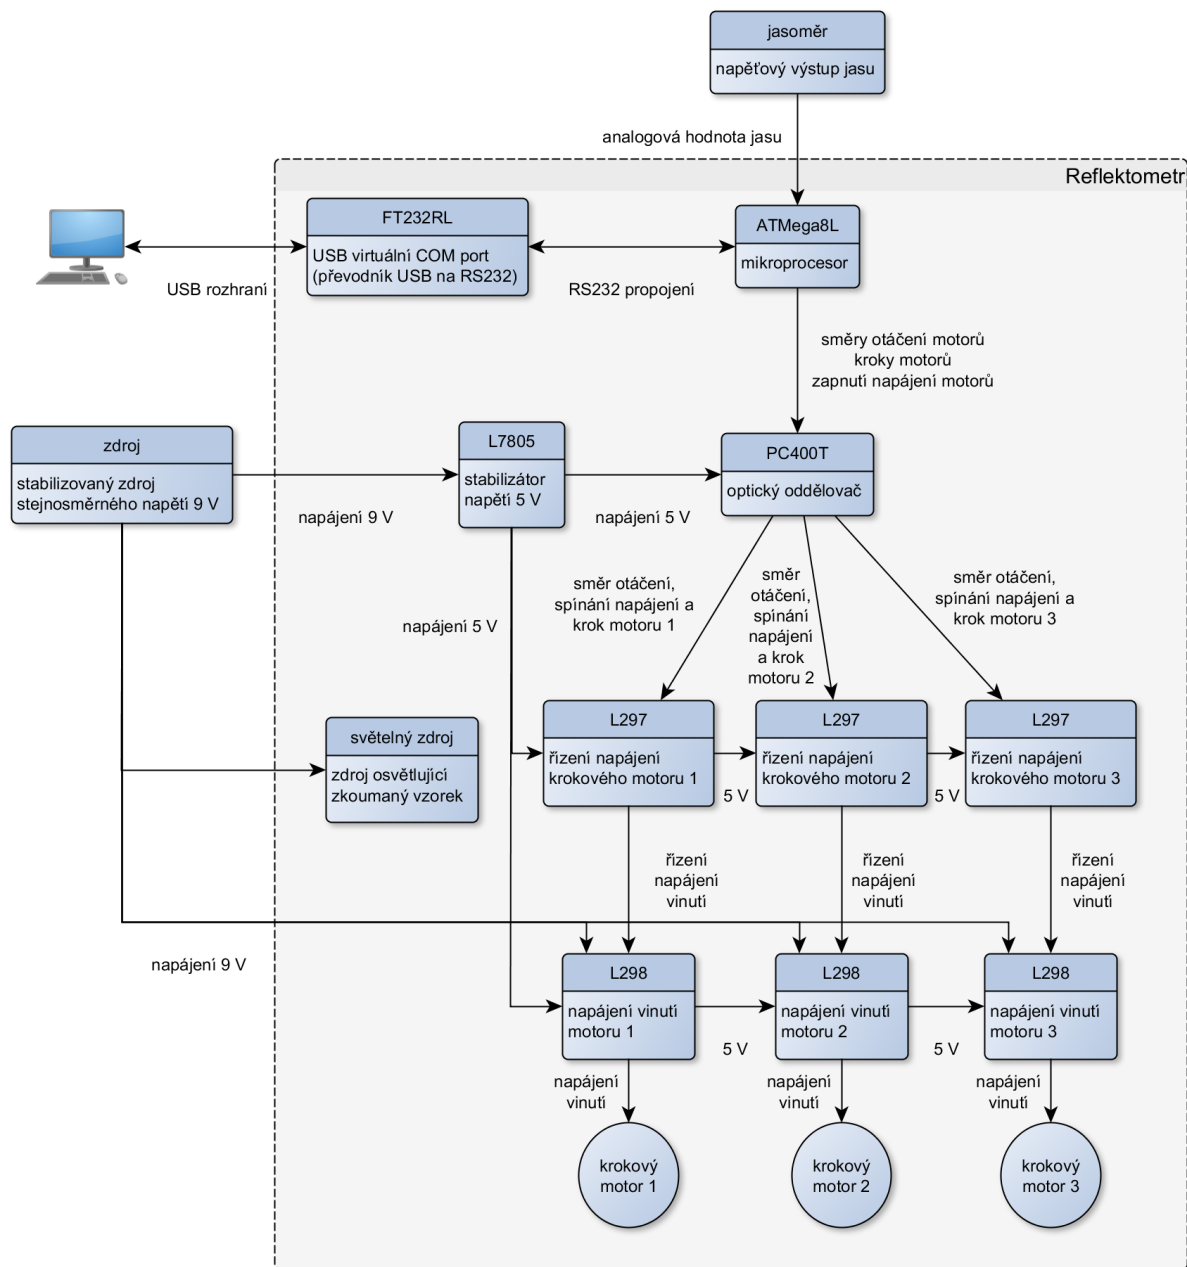 jasoměr
napěťový výstup jasu
analogová hodnota jasu
Reflektometr
FT232RL
USB virtuální COM port
(převodník USB na RS232)
ATMega8L
mikroprocesor
USB rozhraní
RS232 propojení
směry otáčení motorů
kroky motorů
zapnutí napájení motorů
zdroj
stabilizovaný zdroj
stejnosměrného napětí 9 V
L7805
stabilizátor
napětí 5 V
PC400T
optický oddělovač
napájení 9 V
napájení 5 V
směr otáčení,
spínání napájení a
krok motoru 1
směr
otáčení,
spínání
napájení
a krok
motoru 2
směr otáčení,
spínání napájení a
krok motoru 3
napájení 5 V
světelný zdroj
zdroj osvětlující
zkoumaný vzorek
L297
řízení napájení
krokového motoru 1
L297
řízení napájení
krokového motoru 2
L297
řízení napájení
krokového motoru 3
5 V
5 V
řízení
napájení
vinutí
řízení
napájení
vinutí
řízení
napájení
vinutí
napájení 9 V
L298
napájení vinutí
motoru 1
L298
napájení vinutí
motoru 2
L298
napájení vinutí
motoru 3
5 V
5 V
napájení
vinutí
napájení
vinutí
napájení
vinutí
krokový
motor 1
krokový
motor 2
krokový
motor 3